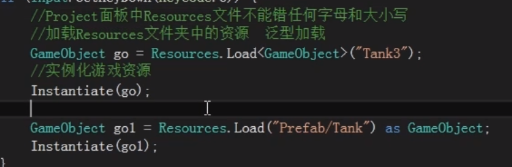 //Project面板中Resources文件不能错任何字母和大小写
//加载Resources文件夹中的资源  泛型加载
GameObject go = Resources.Load<GameObject>("Tank3");
//实例化游戏资源
Instantiate(go);
GameObject go1 = Resources.Load("Prefab/Tank") as GameObject;
Instantiate(go1);
}